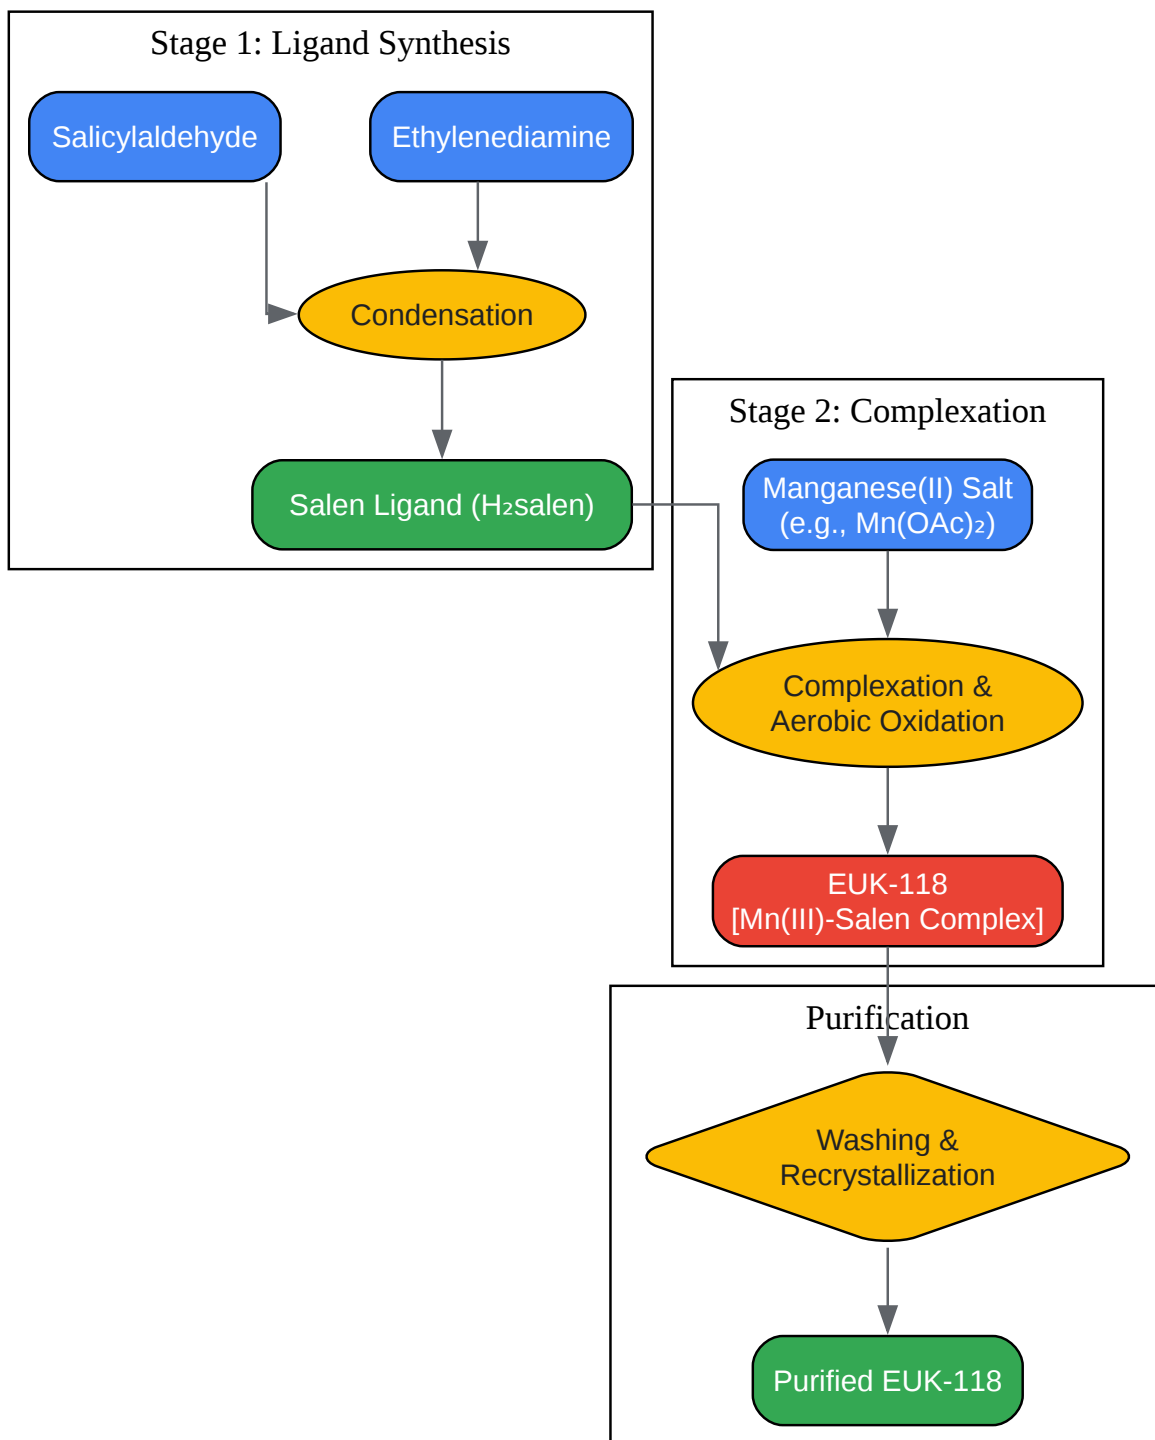 Stage 1: Ligand Synthesis
Salicylaldehyde
Ethylenediamine
Condensation
Salen Ligand (H₂salen)
Stage 2: Complexation
Manganese(II) Salt
(e.g., Mn(OAc)₂)
Complexation &
Aerobic Oxidation
EUK-118
[Mn(III)-Salen Complex]
Purification
Washing &
Recrystallization
Purified EUK-118